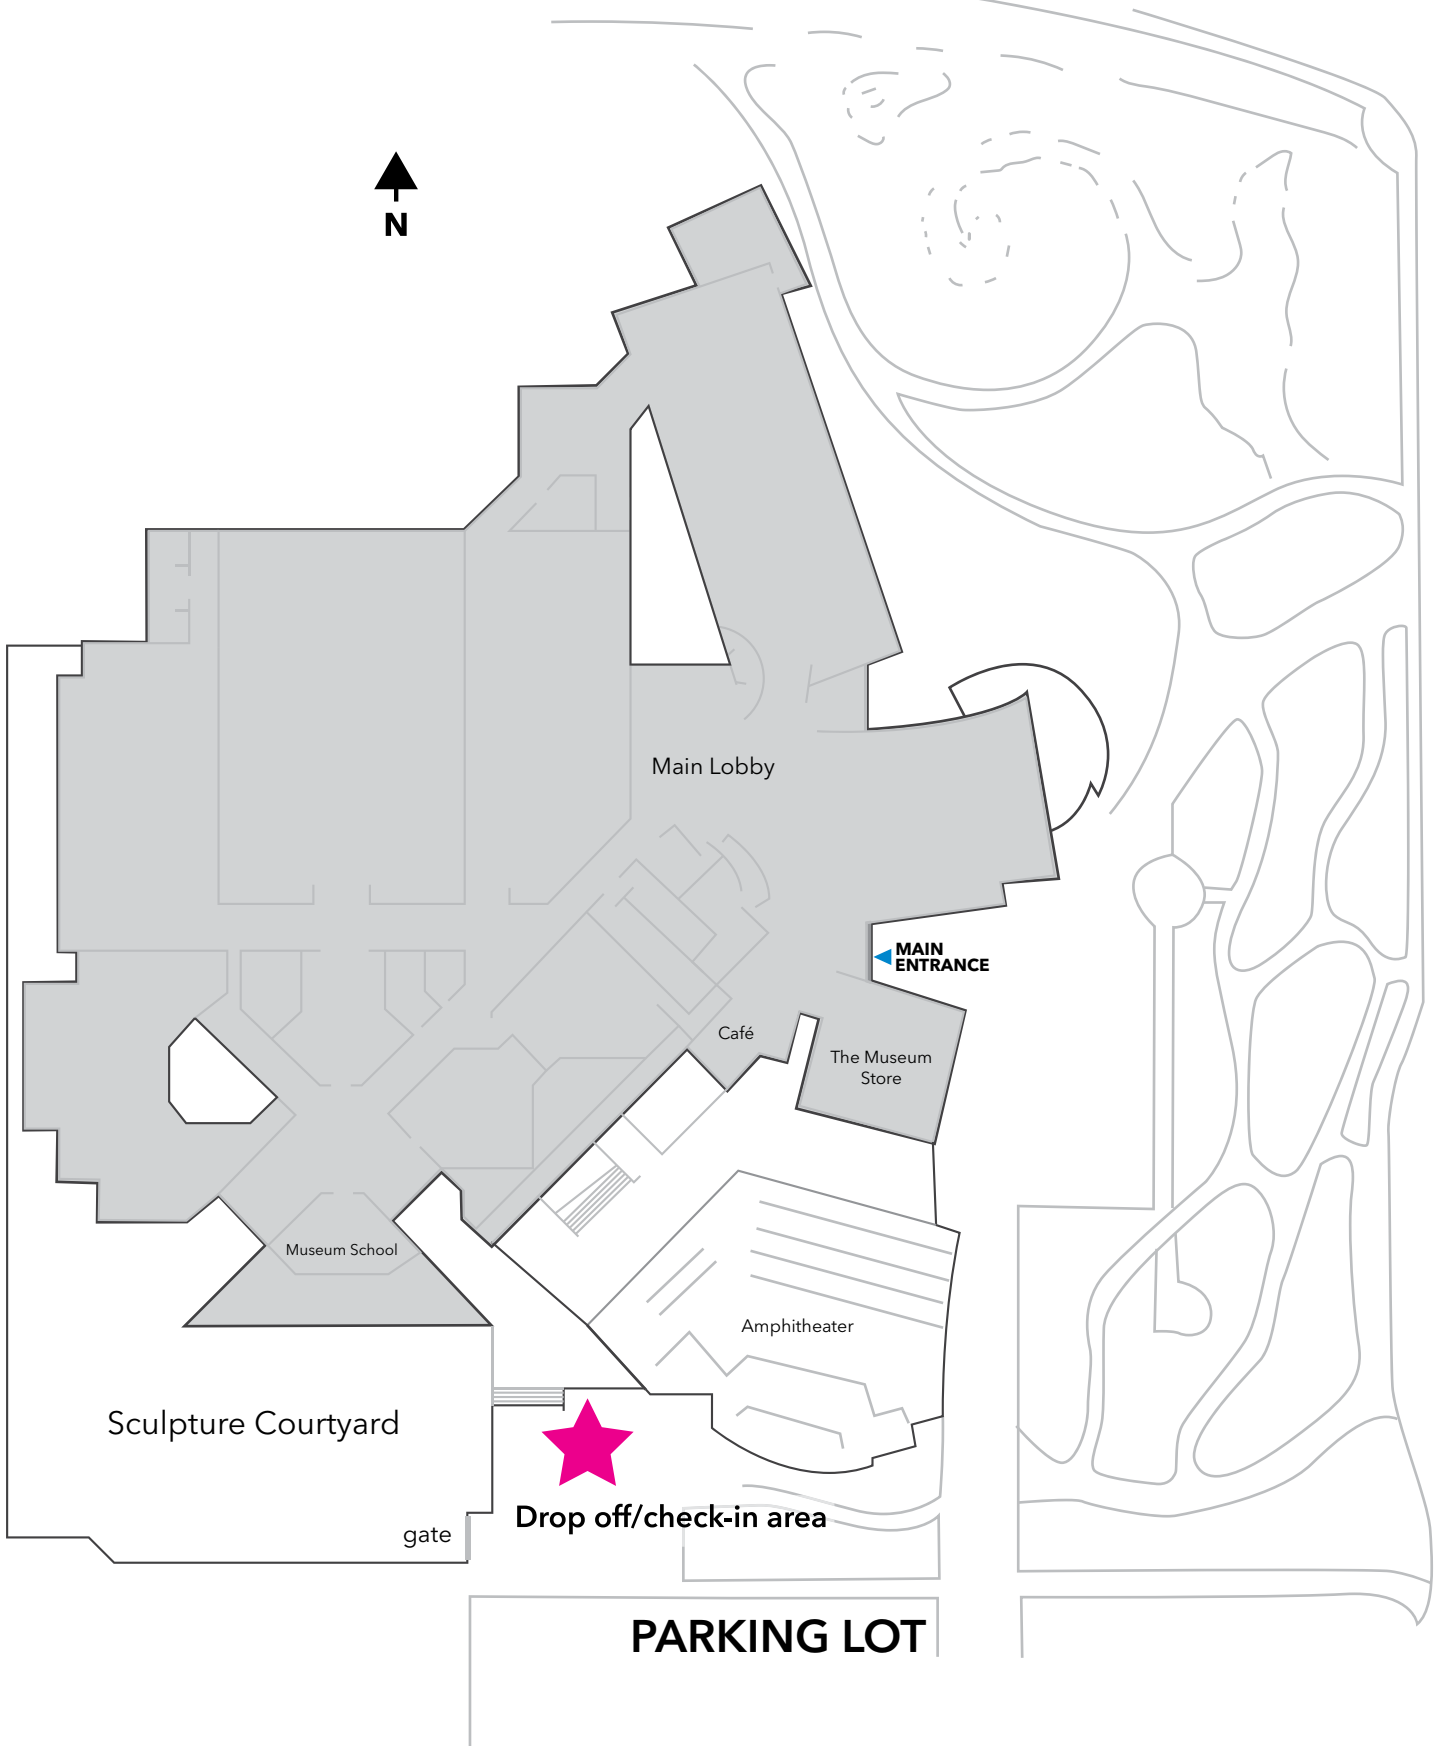 N
Main Lobby
MAIN
ENTRANCE
Café
The Museum
Store
Museum School
Amphitheater
Sculpture Courtyard
Drop off/check-in area
gate
PARKING LOT